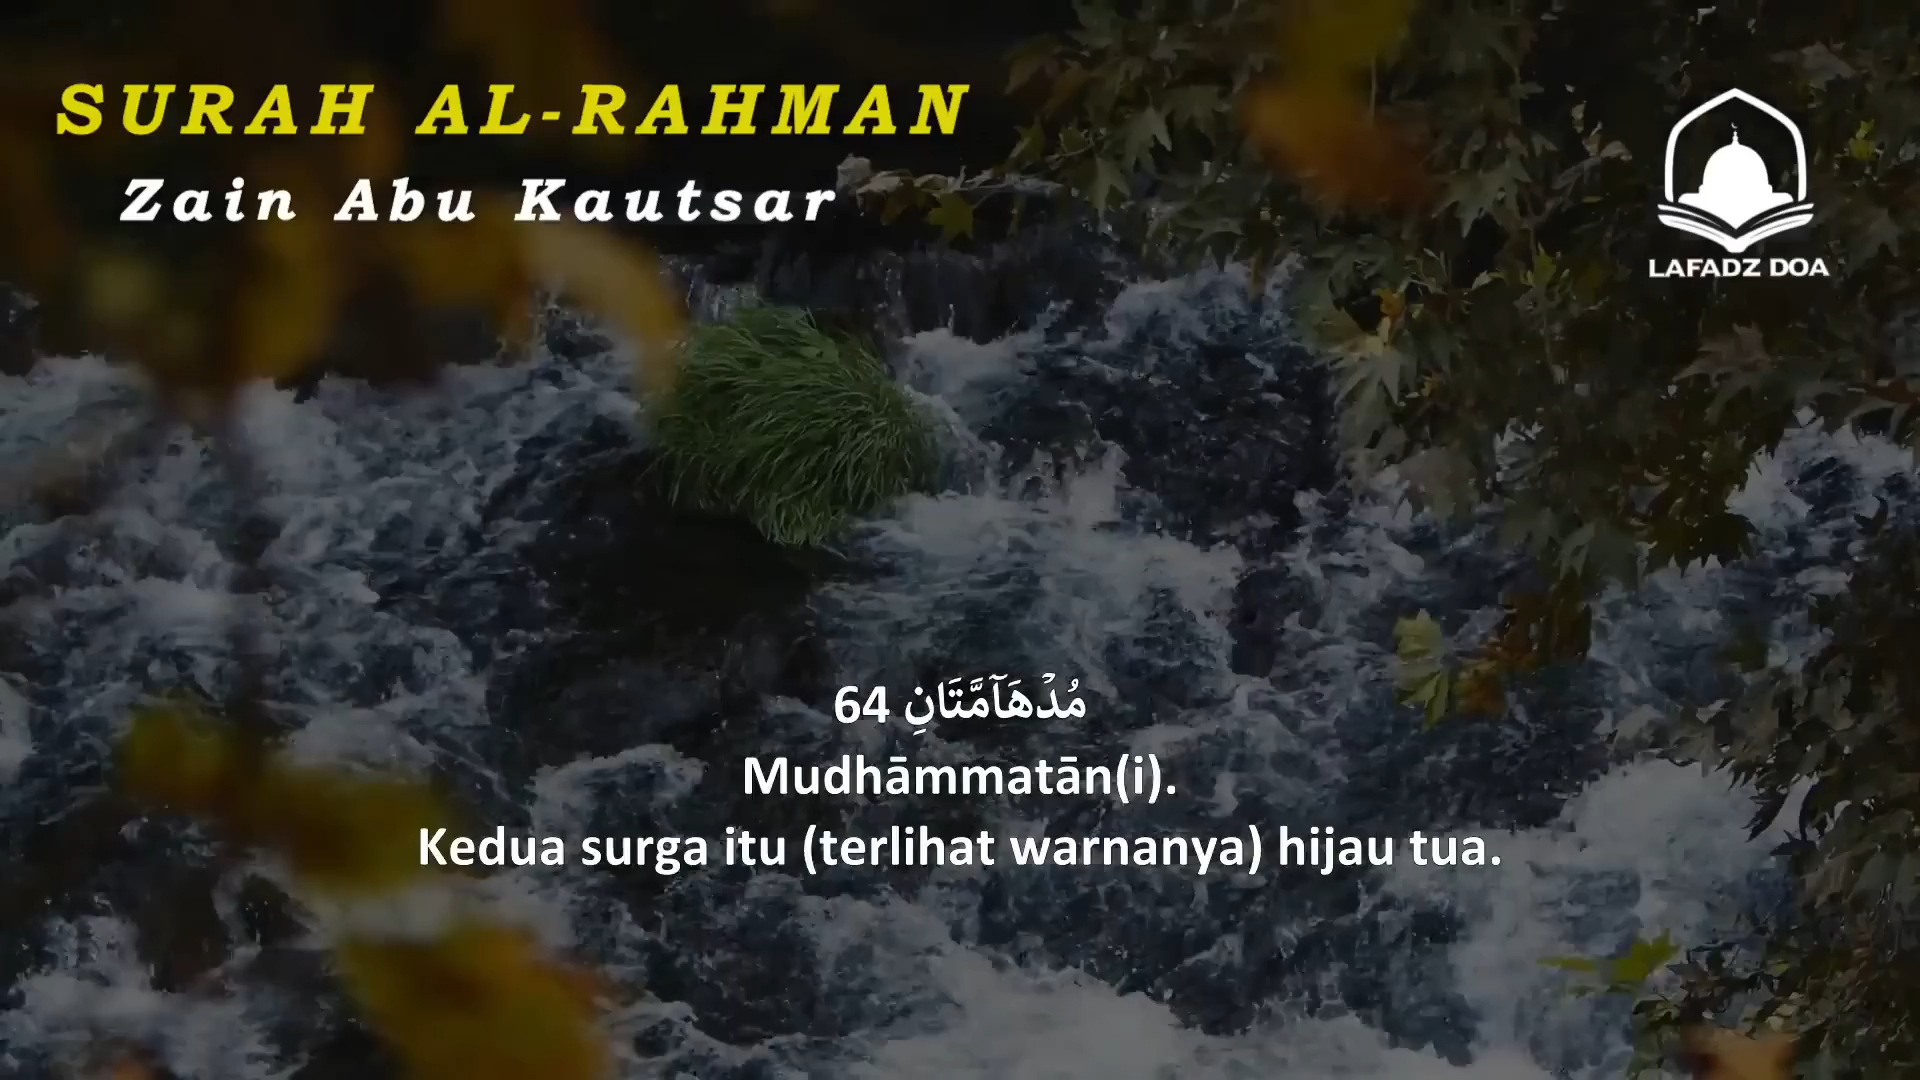 SURAH AL-RAHMAN
Zain Abu Kautsar
LAFADZ DOA
مُدْهَآمَّتَانِ 64
Mudhāmmatān(i).
Kedua surga itu (terlihat warnanya) hijau tua.